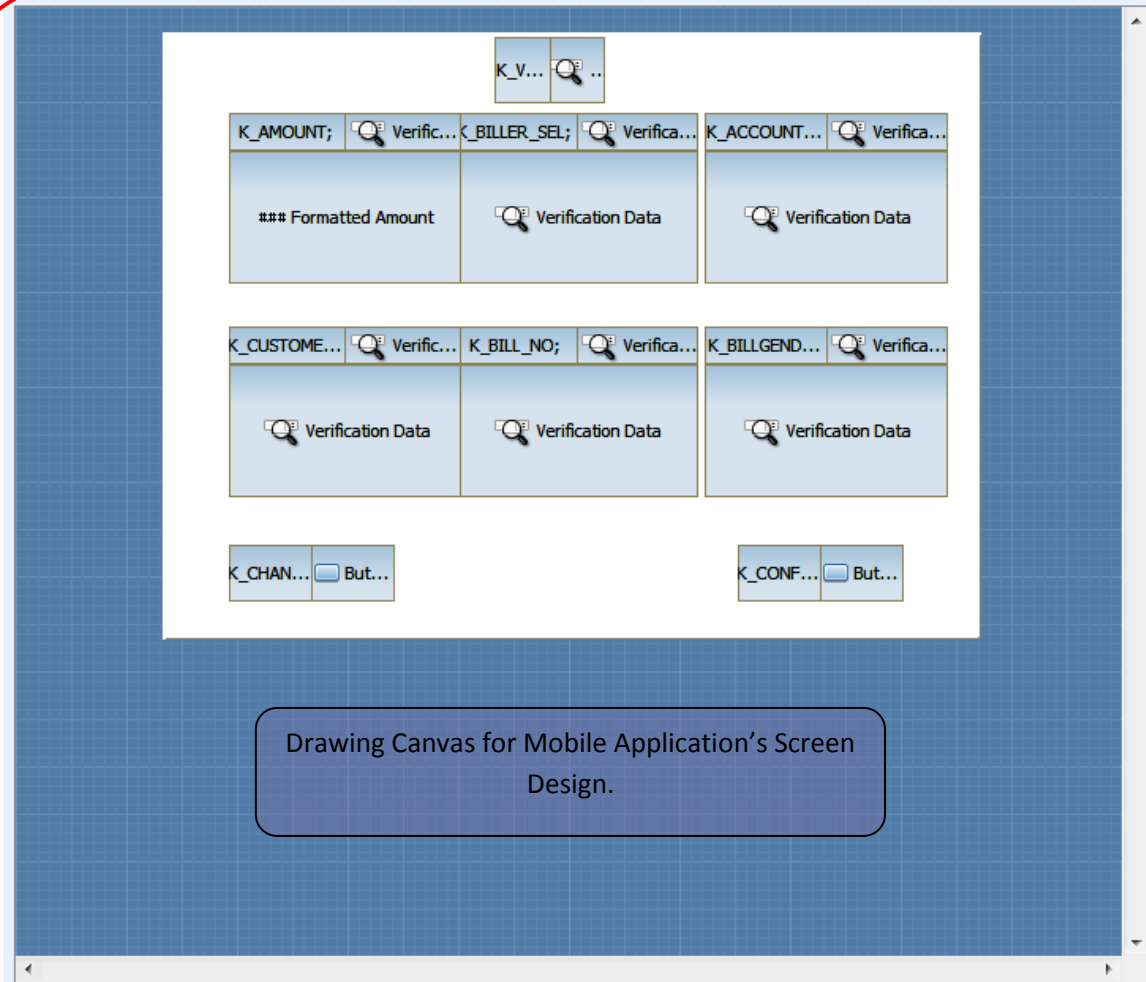 K_V... ..
K_AMOUNT; Verific... K_BILLER_SEL; Verifica... K_ACCOUNT... Verifica...
### Formatted Amount Verification Data Verification Data
K_CUSTOME... Verific... K_BILL_NO; Verifica... K_BILLGEND... Verifica...
Verification Data Verification Data Verification Data
K_CHAN... But... K_CONF... But...
Drawing Canvas for Mobile Application’s Screen
Design.